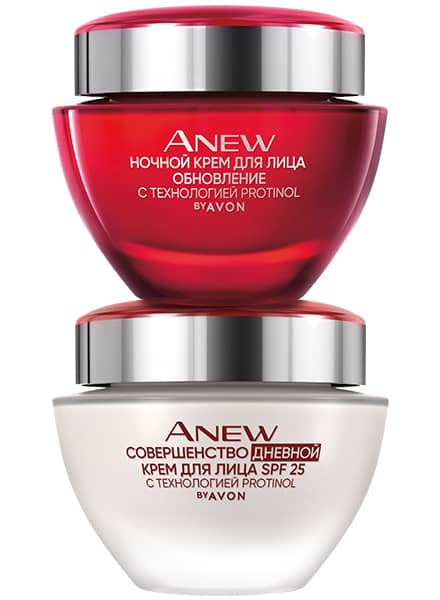 ANEW
НОЧНОЙ КРЕМ ДЛЯ ЛИЦА
ОБНОВЛЕНИЕ
С ТЕХНОЛОГИЕЙ PROTINOL
BY AVON
ANEW
СОВЕРШЕНСТВО ДНЕВНОЙ
КРЕМ ДЛЯ ЛИЦА SPF 25
С ТЕХНОЛОГИЕЙ PROTINOL
BY AVON